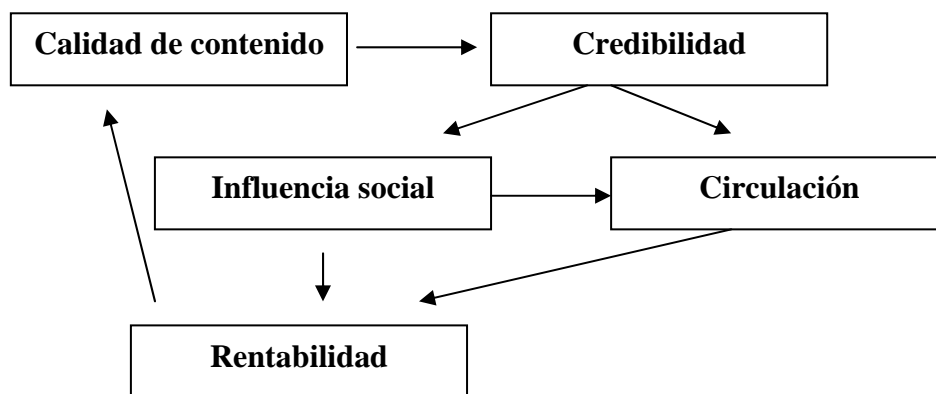 Calidad de contenido
Credibilidad
Influencia social
Circulación
Rentabilidad